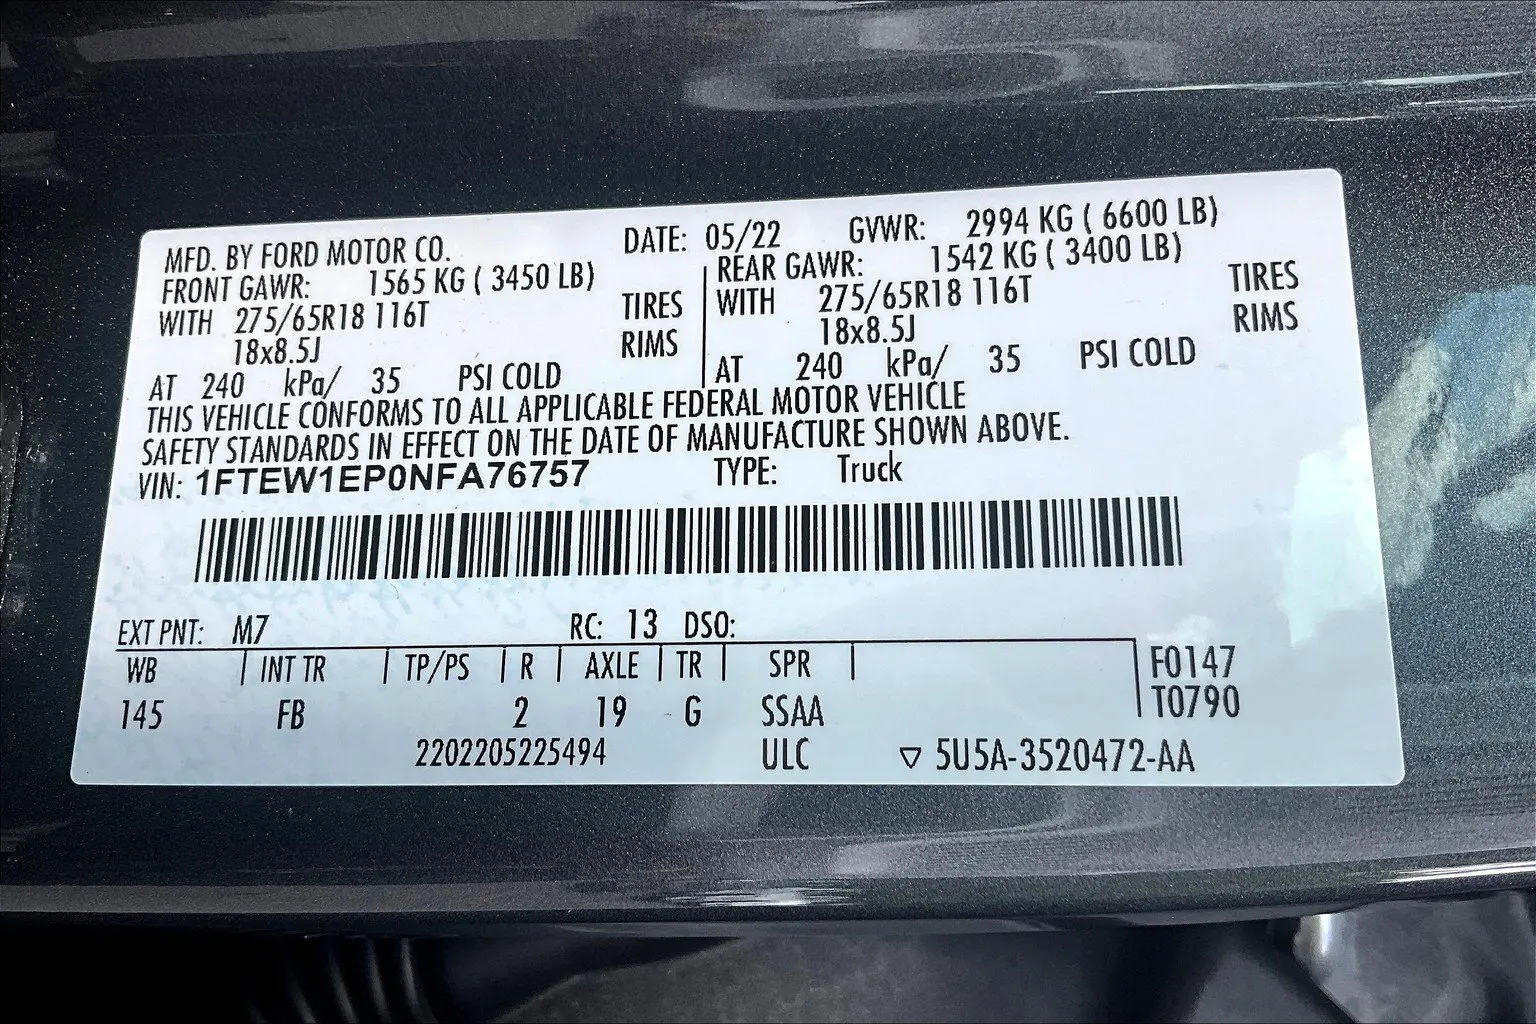 MFD. BY FORD MOTOR CO. DATE: 05/22 GVWR: 2994 KG ( 6600 LB)
FRONT GAWR: 1565 KG ( 3450 LB) REAR GAWR: 1542 KG ( 3400 LB)
WITH 275/65R18 116T TIRES WITH 275/65R18 116T TIRES
18x8.5J RIMS 18x8.5J RIMS
AT 240 kPa/ 35 PSI COLD AT 240 kPa/ 35 PSI COLD
THIS VEHICLE CONFORMS TO ALL APPLICABLE FEDERAL MOTOR VEHICLE
SAFETY STANDARDS IN EFFECT ON THE DATE OF MANUFACTURE SHOWN ABOVE.
VIN: 1FTEW1EP0NFA76757 TYPE: Truck
EXT PNT: M7 RC: 13 DSO:
WB INT TR TP/PS R AXLE TR SPR F0147
145 FB 2 19 G SSAA T0790
2202205225494 ULC ▽ 5U5A-3520472-AA